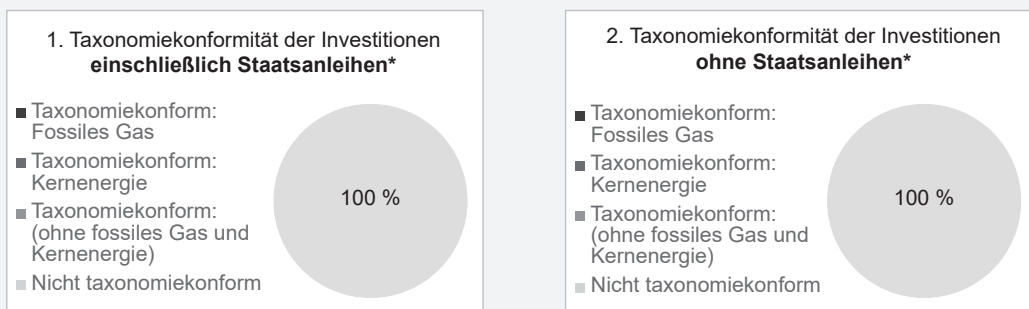 1. Taxonomiekonformität der Investitionen
einschließlich Staatsanleihen*
Taxonomiekonform:
Fossiles Gas
Taxonomiekonform:
Kernenergie
Taxonomiekonform:
(ohne fossiles Gas und
Kernenergie)
Nicht taxonomiekonform
100 %
2. Taxonomiekonformität der Investitionen
ohne Staatsanleihen*
Taxonomiekonform:
Fossiles Gas
Taxonomiekonform:
Kernenergie
Taxonomiekonform:
(ohne fossiles Gas und
Kernenergie)
Nicht taxonomiekonform
100 %